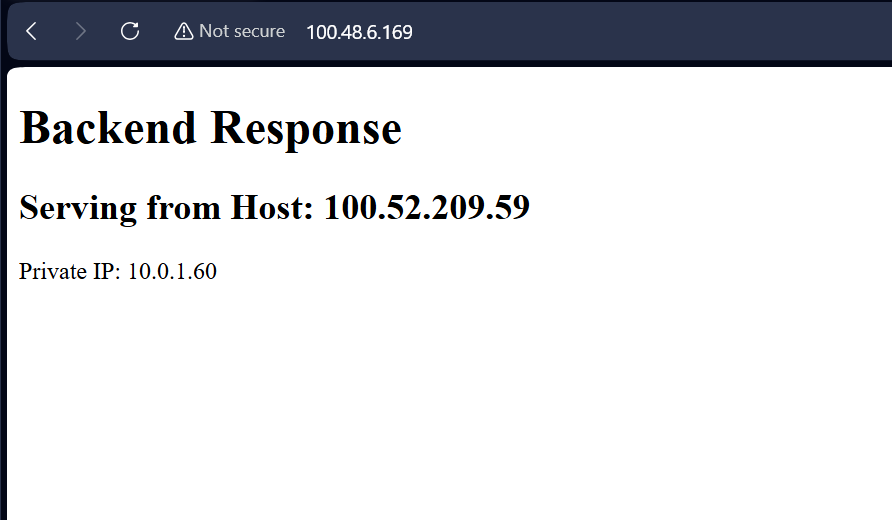 Not secure 100.48.6.169
Backend Response
Serving from Host: 100.52.209.59
Private IP: 10.0.1.60